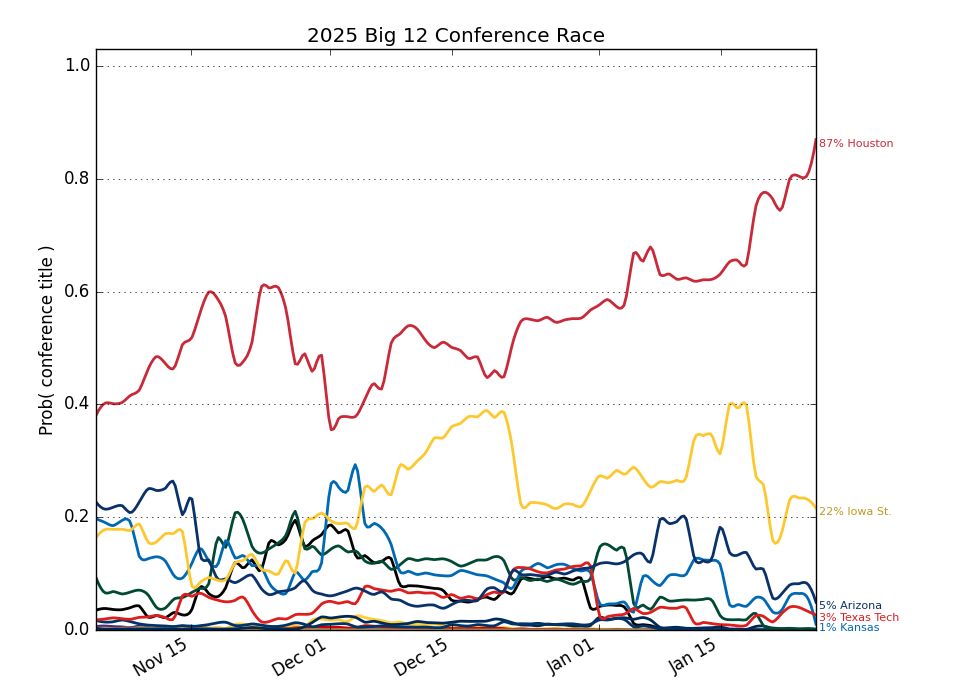 2025 Big 12 Conference Race
Prob( conference title )
1.0
0.8
0.6
0.4
0.2
0.0
Nov 15
Dec 01
Dec 15
Jan 01
Jan 15
87% Houston
22% Iowa St.
5% Arizona
3% Texas Tech
1% Kansas